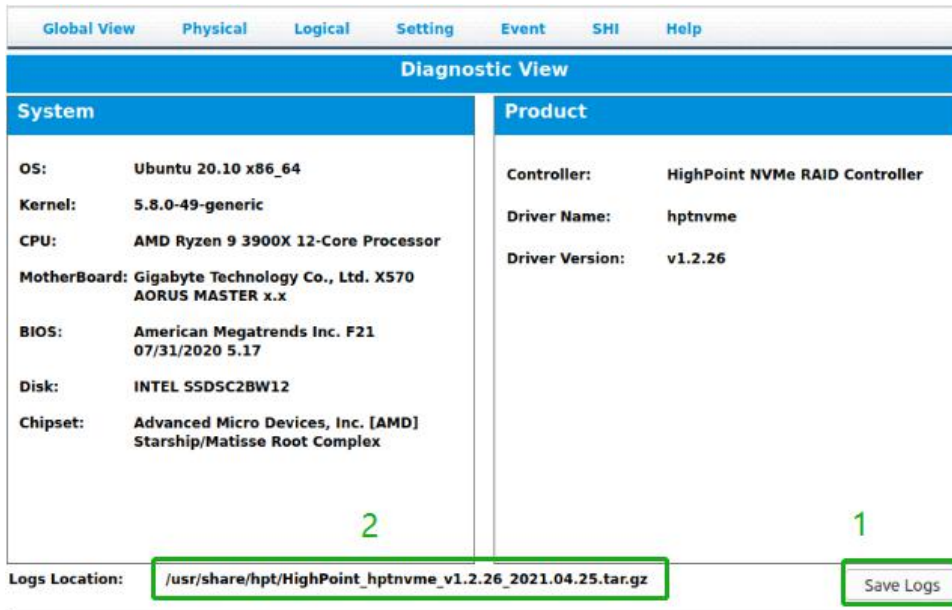 Global View Physical Logical Setting Event SHI Help
Diagnostic View
System
OS: Ubuntu 20.10 x86_64
Kernel: 5.8.0-49-generic
CPU: AMD Ryzen 9 3900X 12-Core Processor
MotherBoard: Gigabyte Technology Co., Ltd. X570
AORUS MASTER x.x
BIOS: American Megatrends Inc. F21
07/31/2020 5.17
Disk: INTEL SSDSC2BW12
Chipset: Advanced Micro Devices, Inc. [AMD]
Starship/Matisse Root Complex
Product
Controller: HighPoint NVMe RAID Controller
Driver Name: hptnvme
Driver Version: v1.2.26
2
1
Logs Location: /usr/share/hpt/HighPoint_hptnvme_v1.2.26_2021.04.25.tar.gz
Save Logs